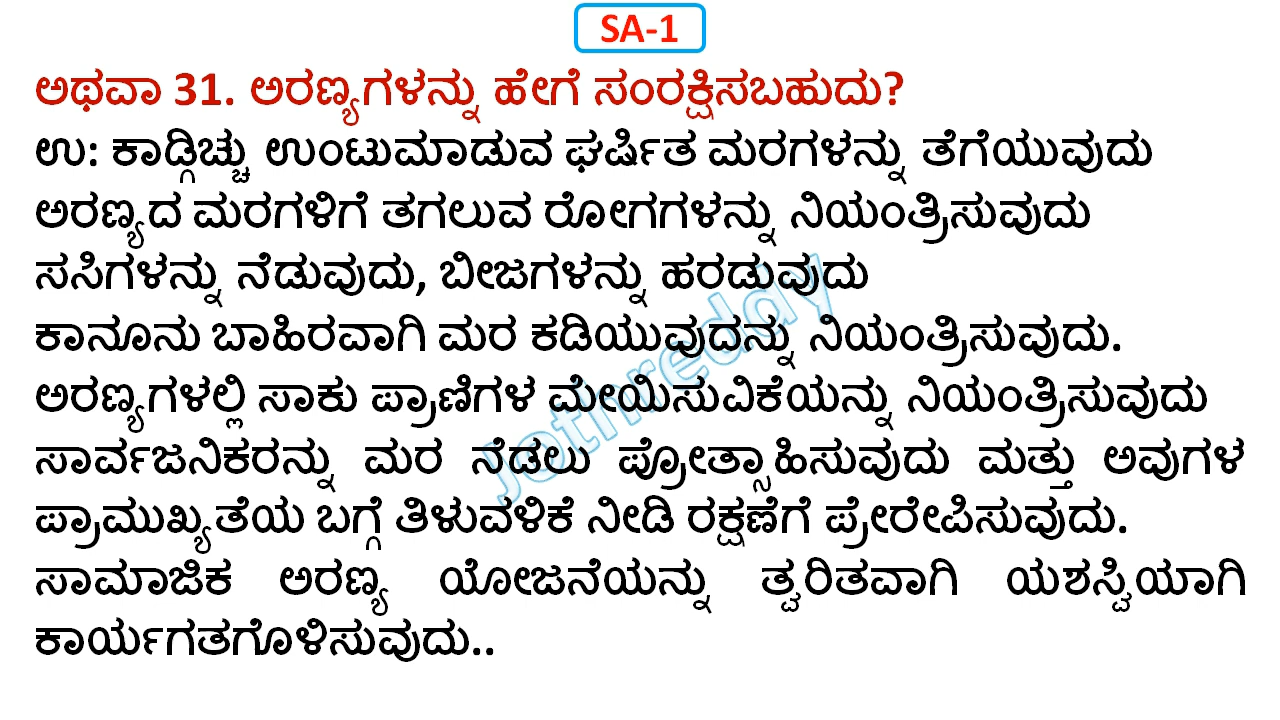 SA-1
ಅಥವಾ 31. ಅರಣ್ಯಗಳನ್ನು ಹೇಗೆ ಸಂರಕ್ಷಿಸಬಹುದು?
ಉ: ಕಾಡ್ಗಿಚ್ಚು ಉಂಟುಮಾಡುವ ಘರ್ಷಿತ ಮರಗಳನ್ನು ತೆಗೆಯುವುದು
ಅರಣ್ಯದ ಮರಗಳಿಗೆ ತಗಲುವ ರೋಗಗಳನ್ನು ನಿಯಂತ್ರಿಸುವುದು
ಸಸಿಗಳನ್ನು ನೆಡುವುದು, ಬೀಜಗಳನ್ನು ಹರಡುವುದು
ಕಾನೂನು ಬಾಹಿರವಾಗಿ ಮರ ಕಡಿಯುವುದನ್ನು ನಿಯಂತ್ರಿಸುವುದು.
ಅರಣ್ಯಗಳಲ್ಲಿ ಸಾಕು ಪ್ರಾಣಿಗಳ ಮೇಯಿಸುವಿಕೆಯನ್ನು ನಿಯಂತ್ರಿಸುವುದು
ಸಾರ್ವಜನಿಕರನ್ನು ಮರ ನೆಡಲು ಪ್ರೋತ್ಸಾಹಿಸುವುದು ಮತ್ತು ಅವುಗಳ
ಪ್ರಾಮುಖ್ಯತೆಯ ಬಗ್ಗೆ ತಿಳುವಳಿಕೆ ನೀಡಿ ರಕ್ಷಣೆಗೆ ಪ್ರೇರೇಪಿಸುವುದು.
ಸಾಮಾಜಿಕ ಅರಣ್ಯ ಯೋಜನೆಯನ್ನು ತ್ವರಿತವಾಗಿ ಯಶಸ್ವಿಯಾಗಿ
ಕಾರ್ಯಗತಗೊಳಿಸುವುದು..